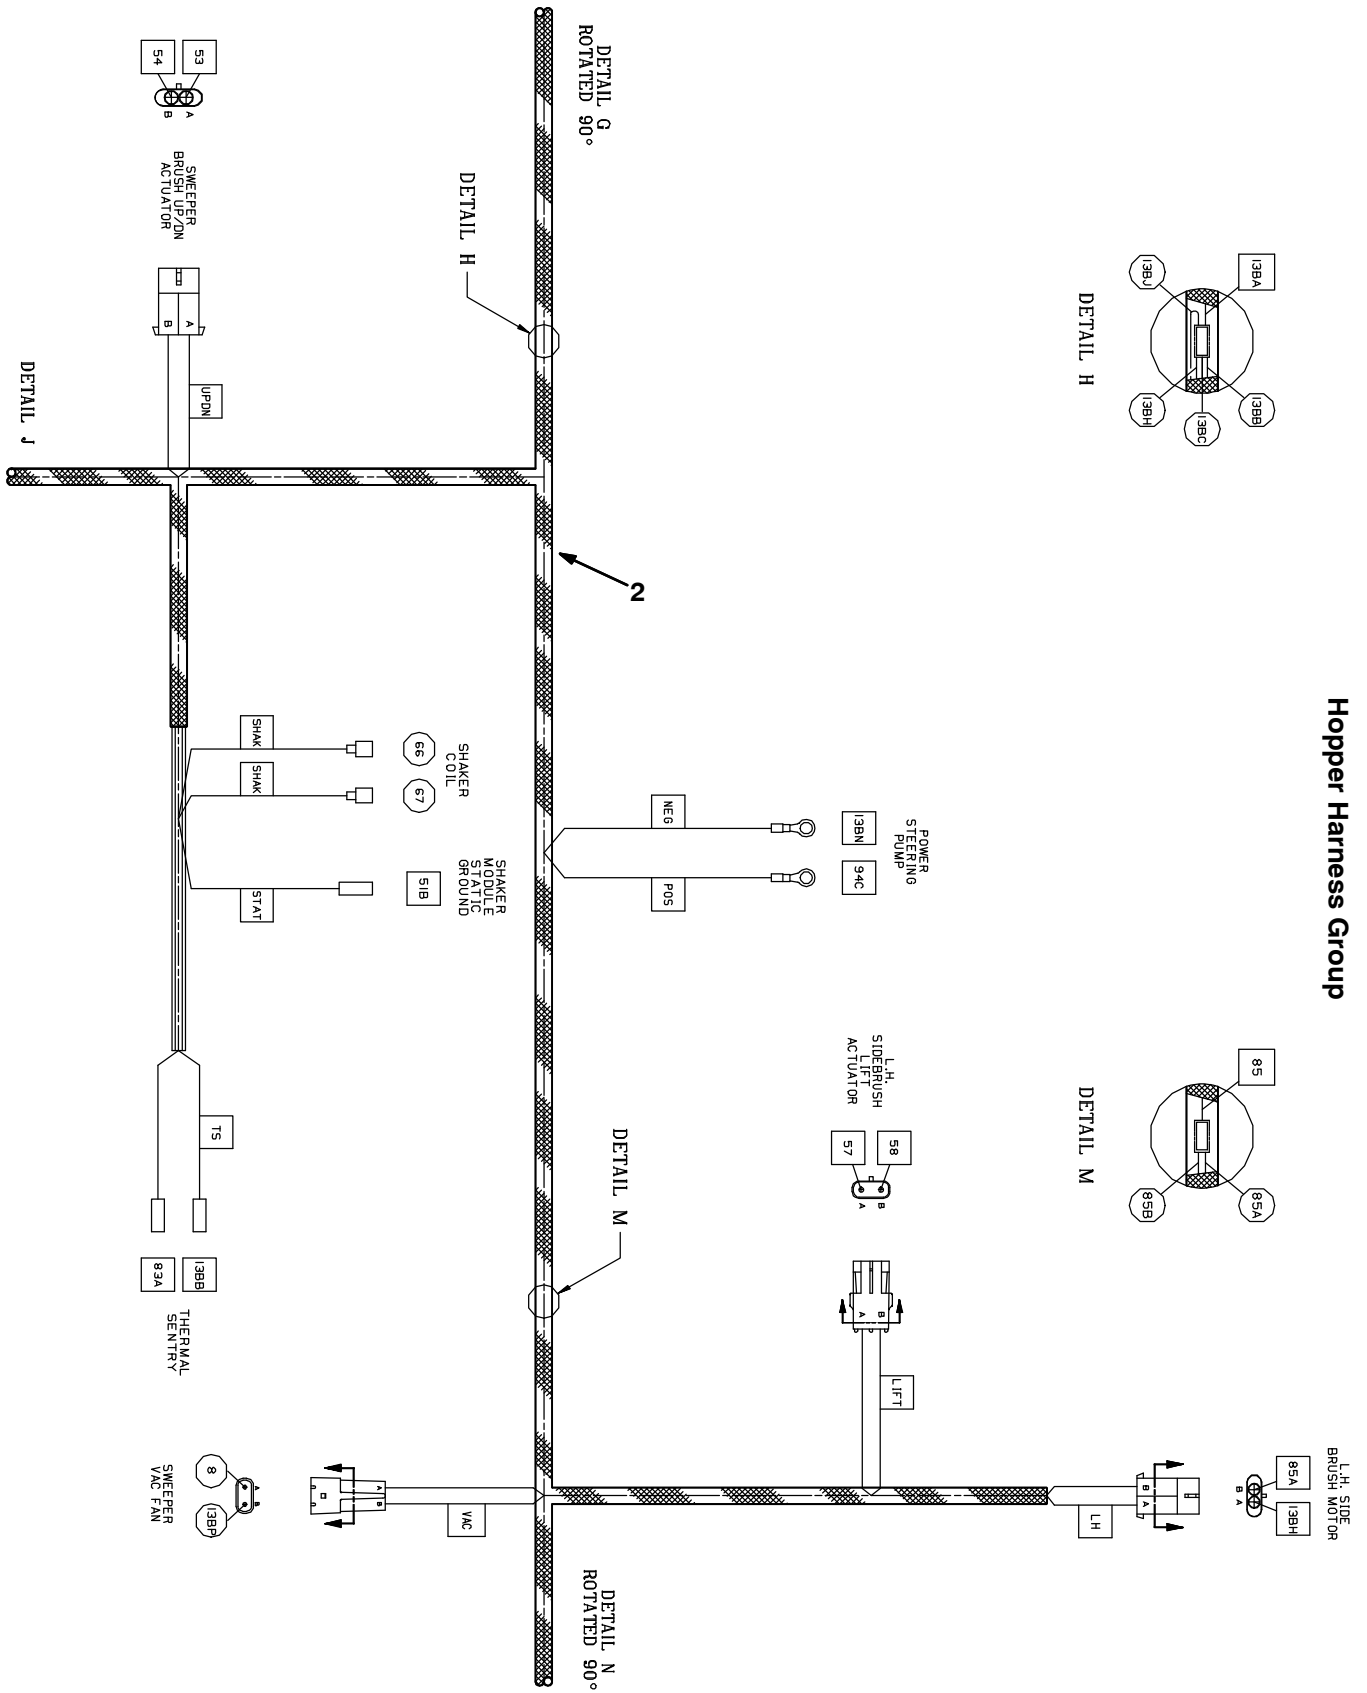 Hopper Harness Group
13BA
13BJ
13BB
13BC
13BH
DETAIL H
85
85A
85B
DETAIL M
L.H. SIDE
BRUSH MOTOR
85A
13BH
B
A
B
A
LH
POWER
STEERING
PUMP
13BN
94C
NEG
POS
L.H.
SIDEBRUSH
LIFT
ACTUATOR
58
57
B
A
B
A
LIFT
DETAIL G
ROTATED 90°
DETAIL H
2
DETAIL M
DETAIL N
ROTATED 90°
53
54
A
B
SWEEPER
BRUSH UP/DN
ACTUATOR
A
B
UPDN
DETAIL J
SHAKER
COIL
66
67
SHAK
SHAK
SHAKER
MODULE
STATIC
GROUND
51B
STAT
TS
13BB
83A
THERMAL
SENTRY
VAC
A
B
8
13BP
A
B
SWEEPER
VAC FAN